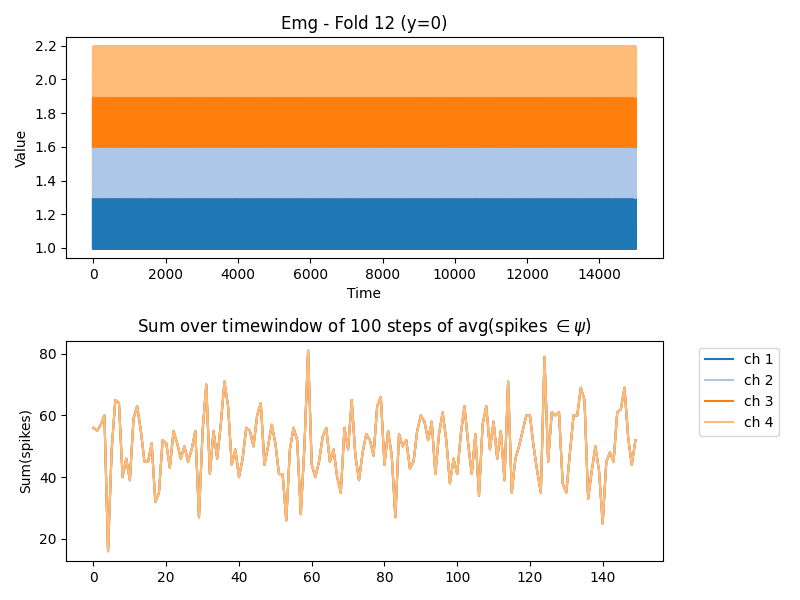 Emg - Fold 12 (y=0)
2.2
2.0
1.8
1.6
1.4
1.2
1.0
Value
0 2000 4000 6000 8000 10000 12000 14000
Time
Sum over timewindow of 100 steps of avg(spikes ∈ ψ)
80
60
40
20
Sum(spikes)
0 20 40 60 80 100 120 140
ch 1
ch 2
ch 3
ch 4